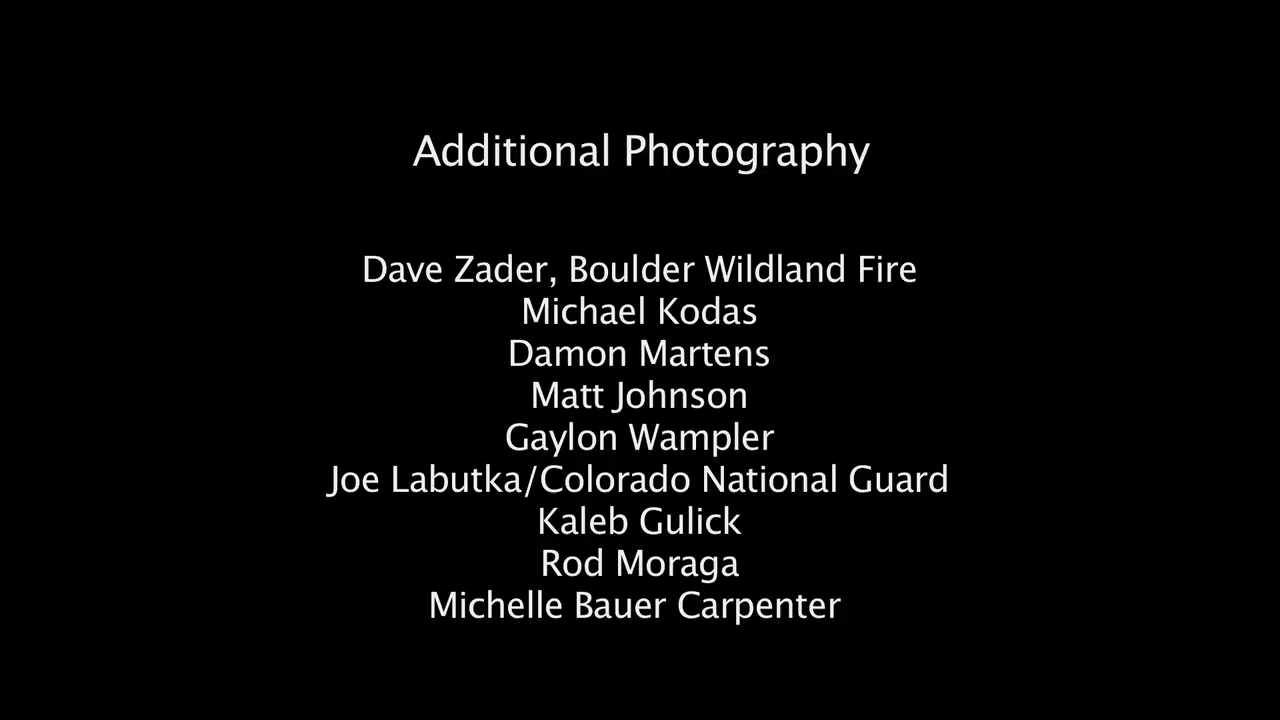 Additional Photography
Dave Zader, Boulder Wildland Fire
Michael Kodas
Damon Martens
Matt Johnson
Gaylon Wampler
Joe Labutka/Colorado National Guard
Kaleb Gulick
Rod Moraga
Michelle Bauer Carpenter